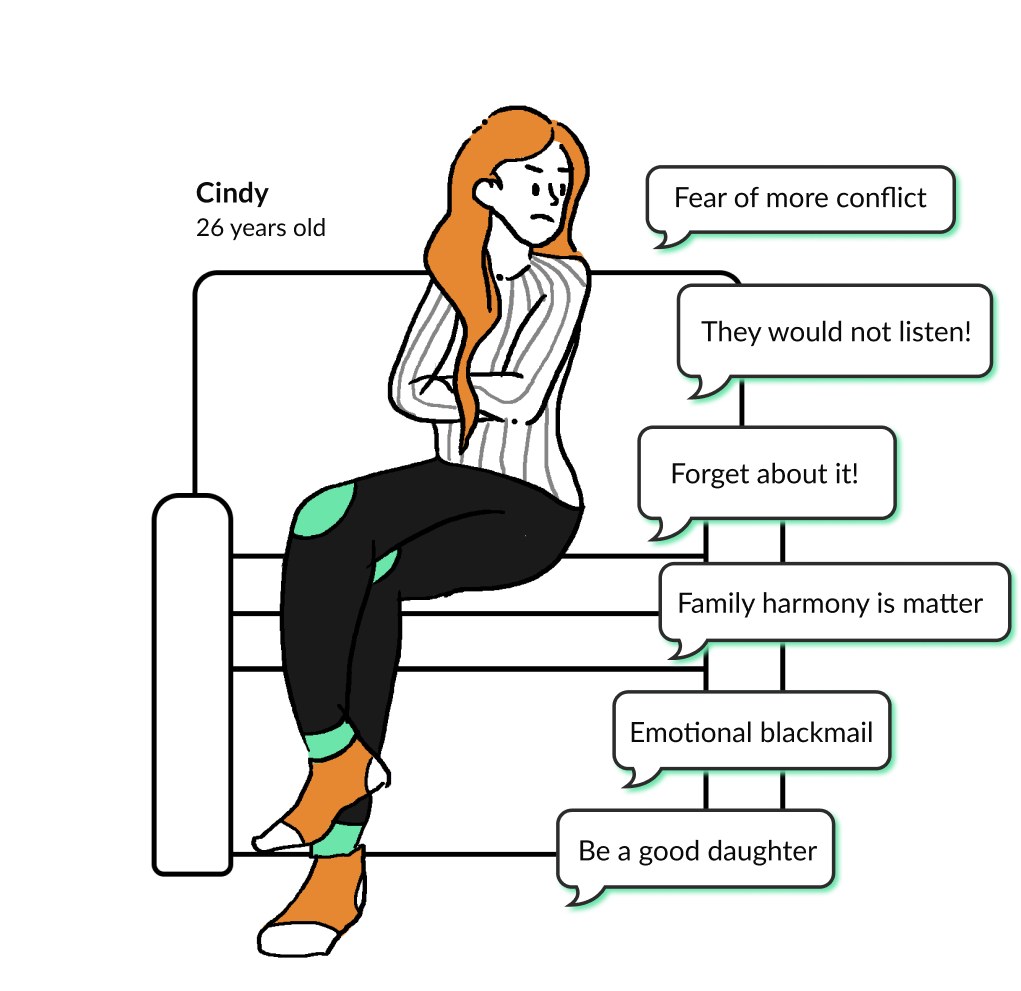 Cindy
26 years old
Fear of more conflict
They would not listen!
Forget about it!
Family harmony is matter
Emotional blackmail
Be a good daughter